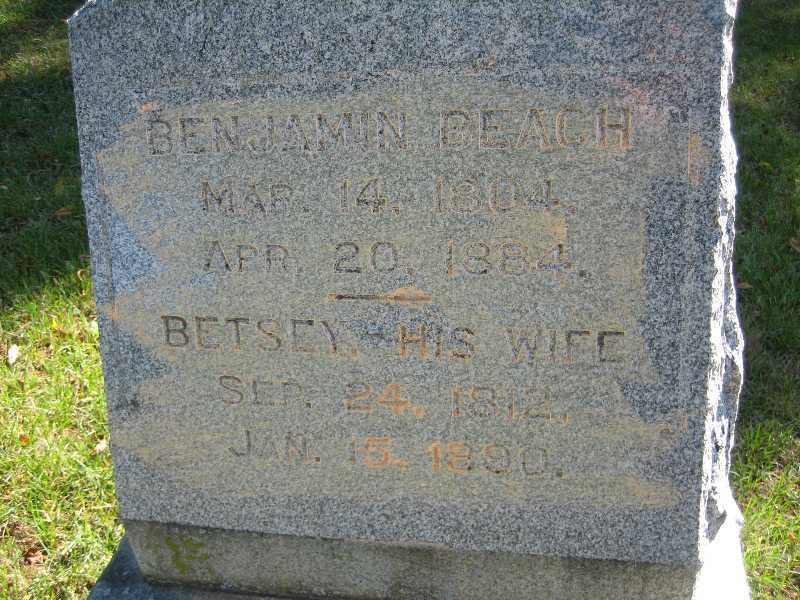 BENJAMIN BEACH
MAR. 14, 1804.
APR. 20, 1884.
BETSEY, HIS WIFE
SEP. 24, 1812.
JAN. 15, 1890.